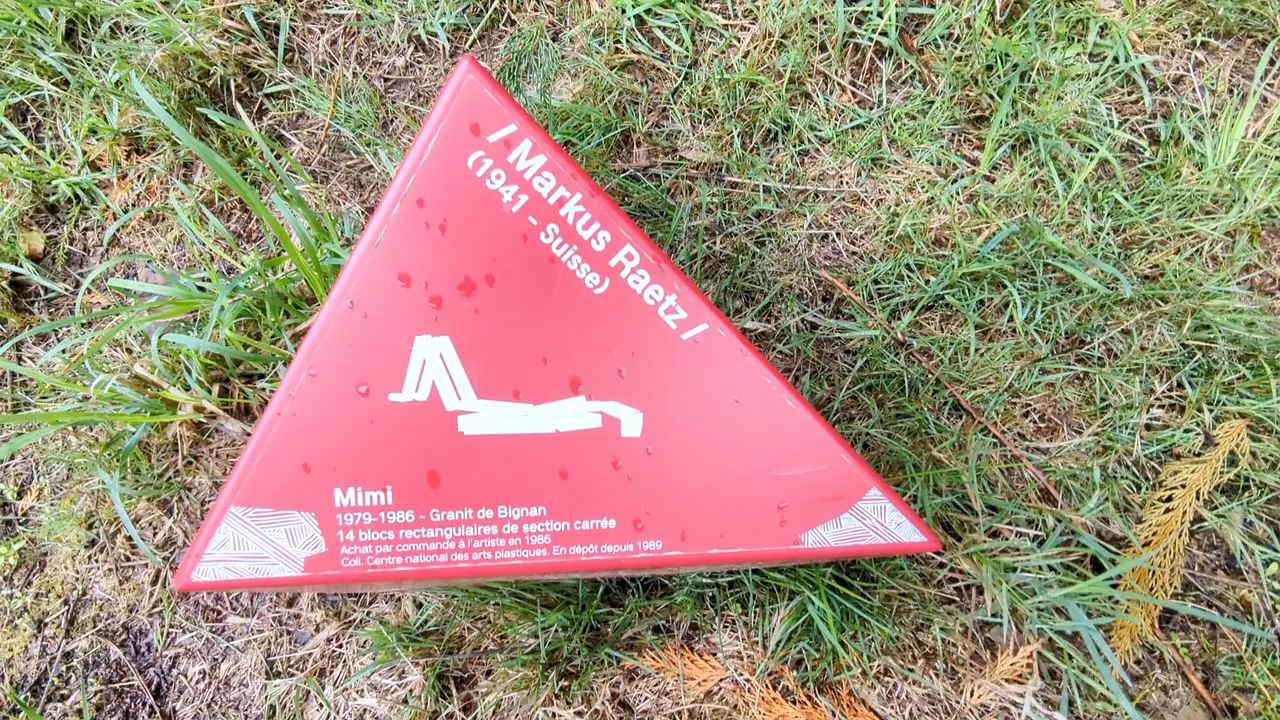 / Markus Raetz /
(1941 - Suisse)
Mimi
1979-1986 - Granit de Bignan
14 blocs rectangulaires de section carrée
Achat par commande à l'artiste en 1986
Coll. Centre national des arts plastiques. En dépôt depuis 1989